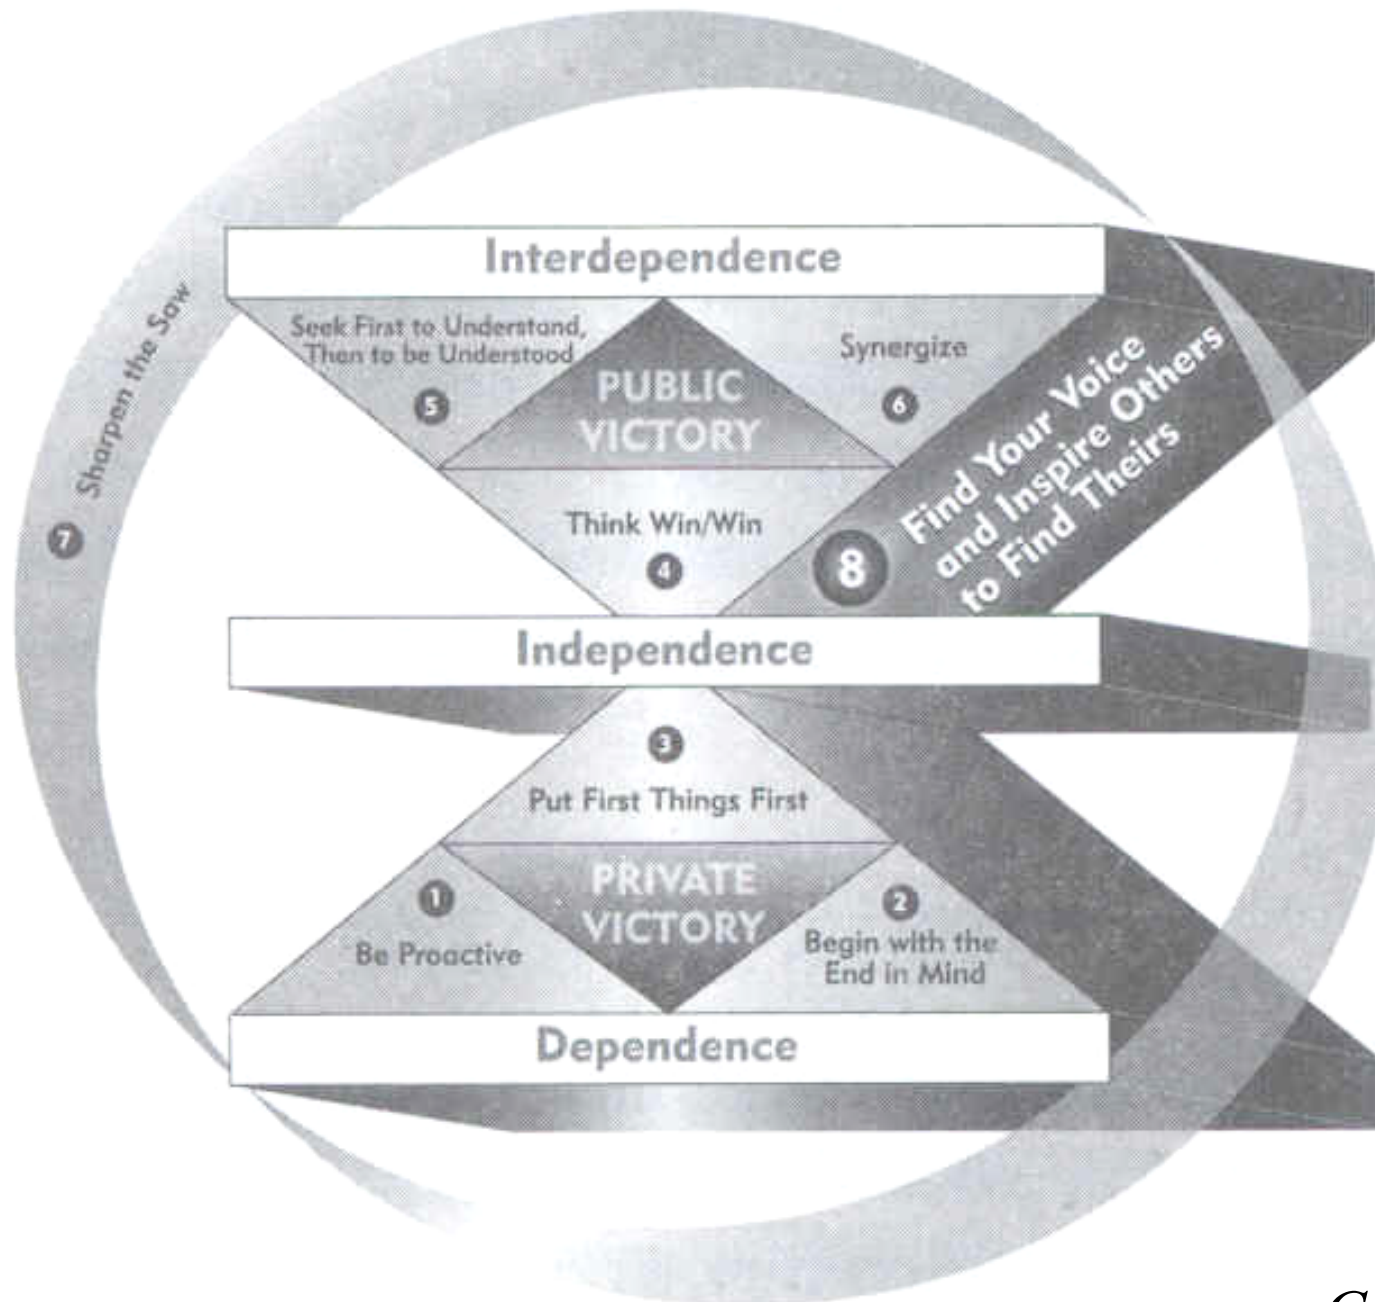 Interdependence
Seek First to Understand,
Then to be Understood
5
PUBLIC
VICTORY
Synergize
6
Think Win/Win
4
8
Find Your Voice
and Inspire Others
to Find Theirs
Sharpen the Saw
7
Independence
3
Put First Things First
1
Be Proactive
PRIVATE
VICTORY
2
Begin with the
End in Mind
Dependence